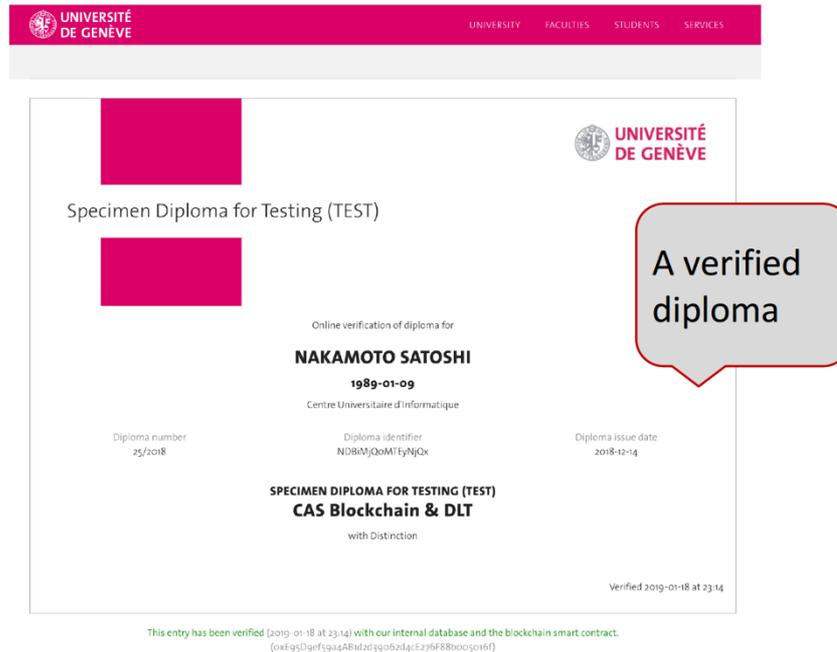 UNIVERSITÉ
DE GENÈVE
UNIVERSITY FACULTIES STUDENTS SERVICES
UNIVERSITÉ
DE GENÈVE
Specimen Diploma for Testing (TEST)
A verified
diploma
Online verification of diploma for
NAKAMOTO SATOSHI
1989-01-09
Centre Universitaire d'Informatique
Diploma number Diploma identifier Diploma issue date
25/2018 NDBiMjQoMTEyNjQx 2018-12-14
SPECIMEN DIPLOMA FOR TESTING (TEST)
CAS Blockchain & DLT
with Distinction
Verified 2019-01-18 at 23:14
This entry has been verified (2019-01-18 at 23:14) with our internal database and the blockchain smart contract.
(0xE95D9ef59a4AB1d2d39062d4cE276F88b005016f)